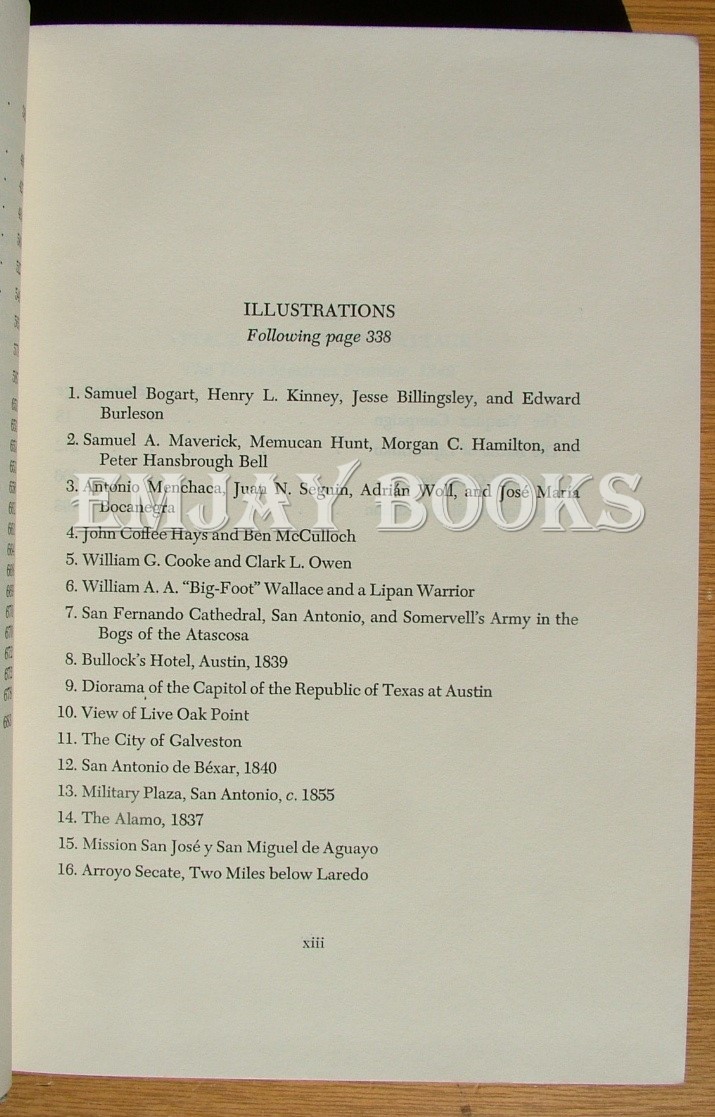 ILLUSTRATIONS
Following page 338
1. Samuel Bogart, Henry L. Kinney, Jesse Billingsley, and Edward
Burleson
2. Samuel A. Maverick, Memucan Hunt, Morgan C. Hamilton, and
Peter Hansbrough Bell
3. Antonio Menchaca, Juan N. Seguin, Adrián Woll, and José María
Bocanegra
EMJAY BOOKS
4. John Coffee Hays and Ben McCulloch
5. William G. Cooke and Clark L. Owen
6. William A. A. "Big-Foot" Wallace and a Lipan Warrior
7. San Fernando Cathedral, San Antonio, and Somervell's Army in the
Bogs of the Atascosa
8. Bullock's Hotel, Austin, 1839
9. Diorama of the Capitol of the Republic of Texas at Austin
10. View of Live Oak Point
11. The City of Galveston
12. San Antonio de Béxar, 1840
13. Military Plaza, San Antonio, c. 1855
14. The Alamo, 1837
15. Mission San José y San Miguel de Aguayo
16. Arroyo Secate, Two Miles below Laredo
xiii